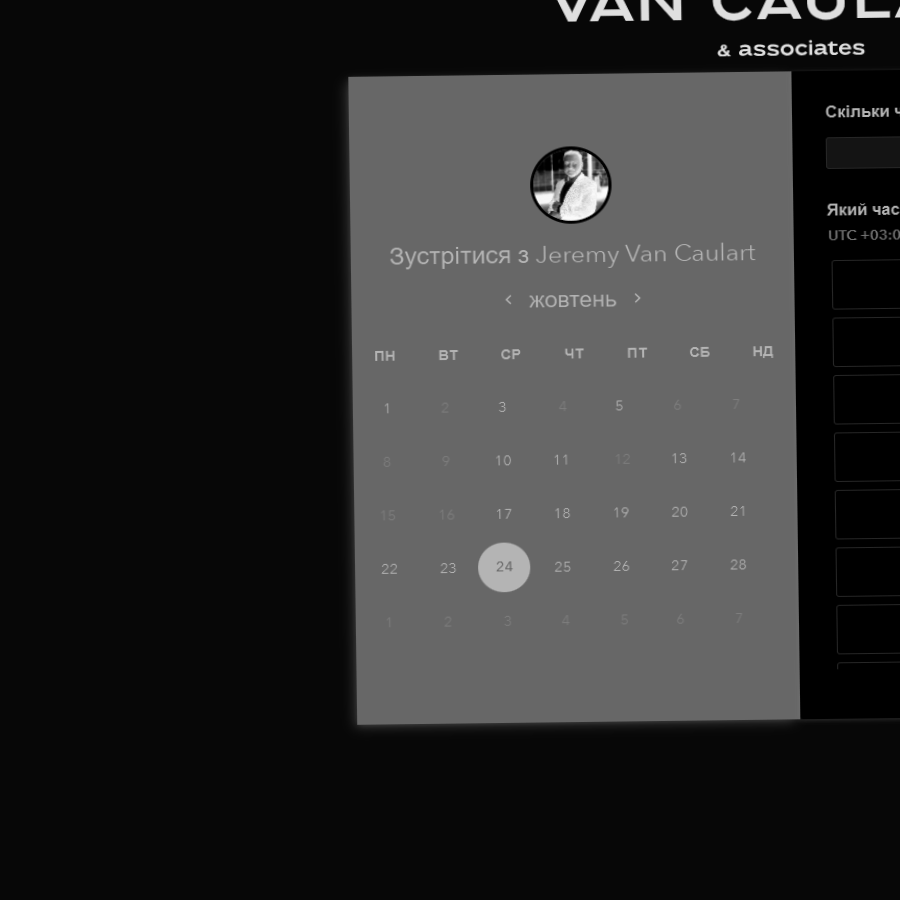 VAN CAULA
& associates
Зустрітися з Jeremy Van Caulart
‹ жовтень ›
ПН ВТ СР ЧТ ПТ СБ НД
1 2 3 4 5 6 7
8 9 10 11 12 13 14
15 16 17 18 19 20 21
22 23 24 25 26 27 28
1 2 3 4 5 6 7
Скільки ч
Який час
UTC +03:0